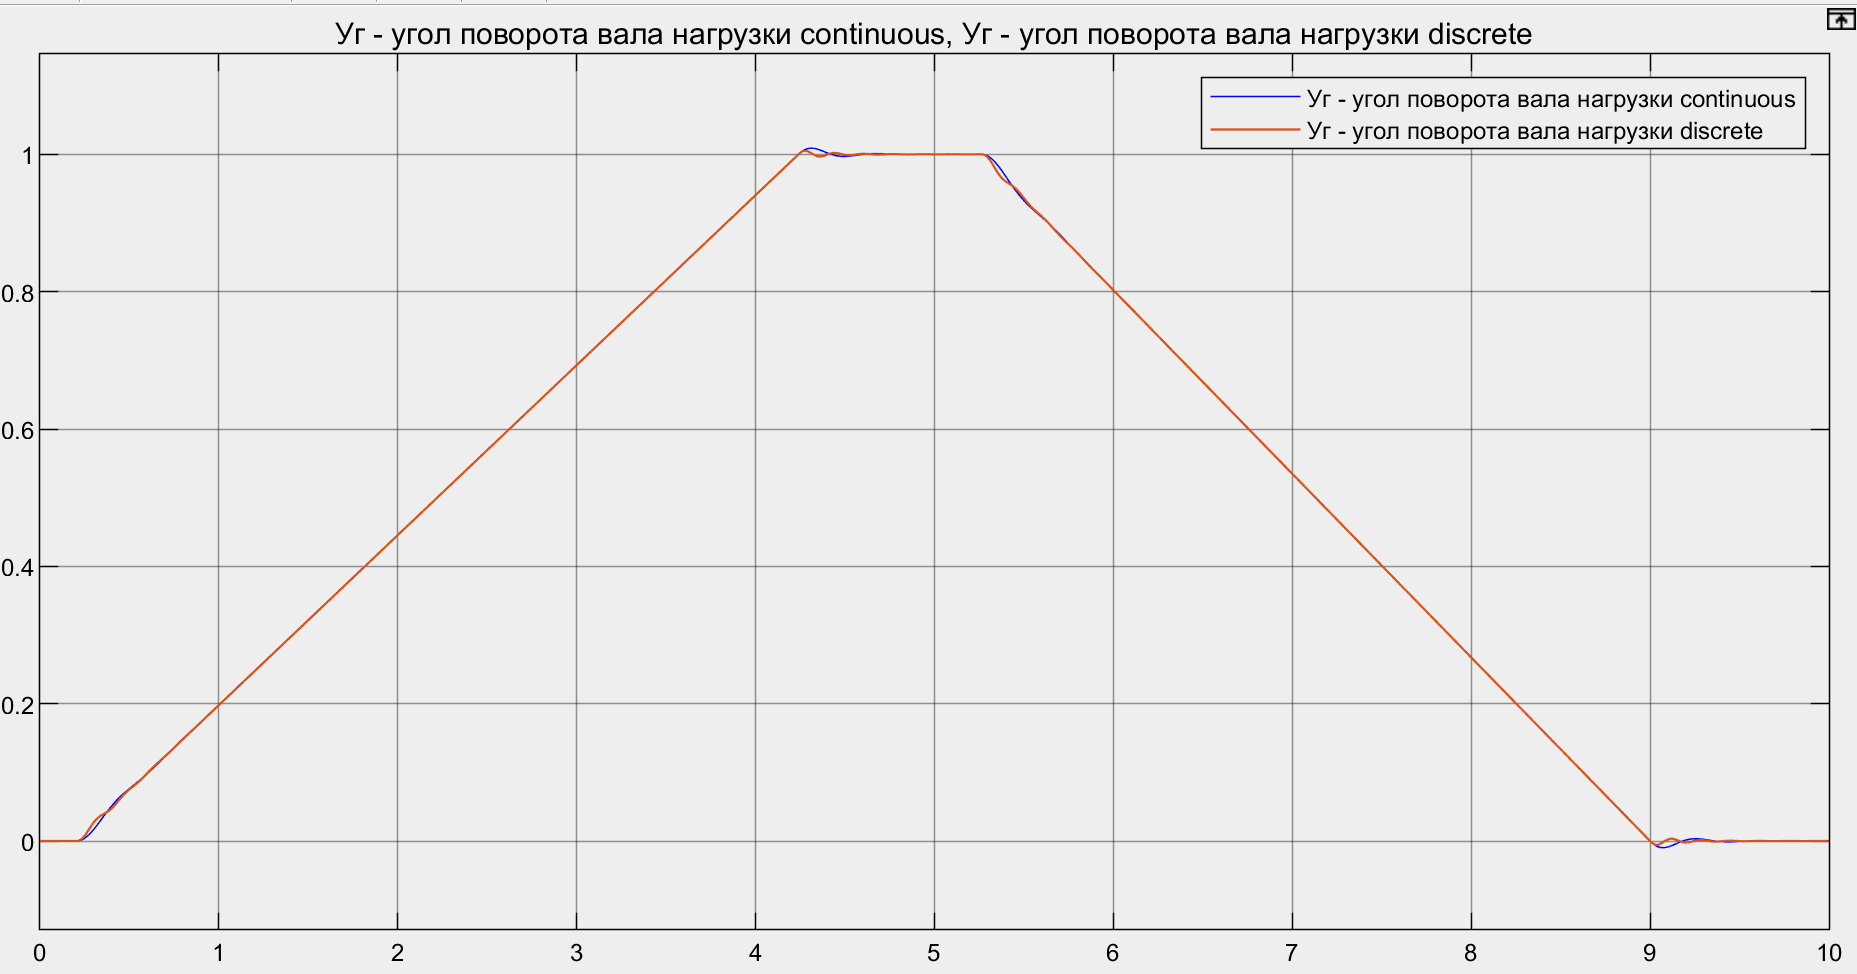 Уг - угол поворота вала нагрузки continuous, Уг - угол поворота вала нагрузки discrete
Уг - угол поворота вала нагрузки continuous
Уг - угол поворота вала нагрузки discrete
1
0.8
0.6
0.4
0.2
0
0 1 2 3 4 5 6 7 8 9 10